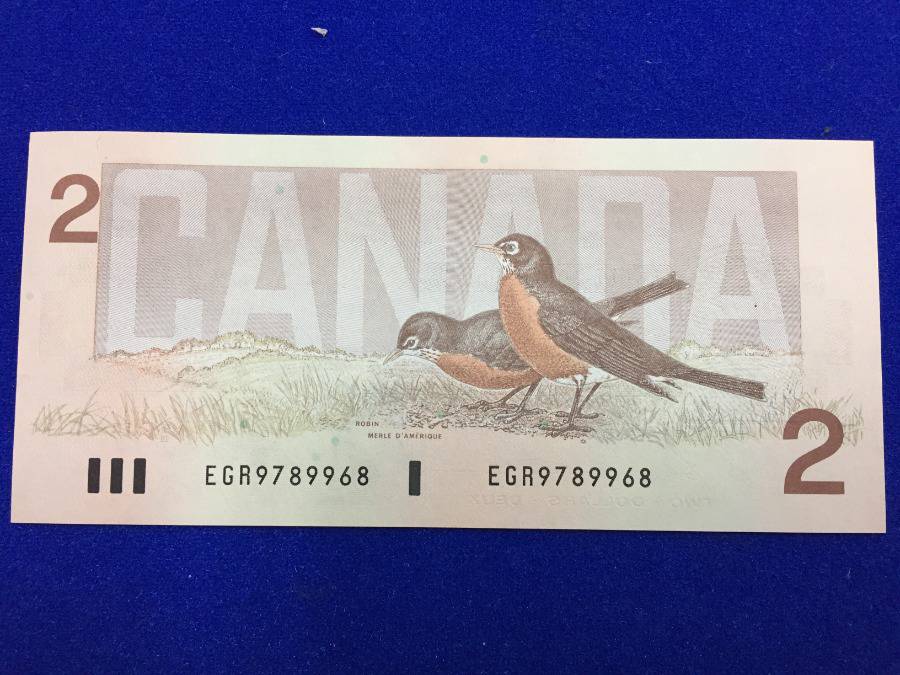 2
CANADA
ROBIN
MERLE D'AMÉRIQUE
EGR9789968 EGR9789968
2